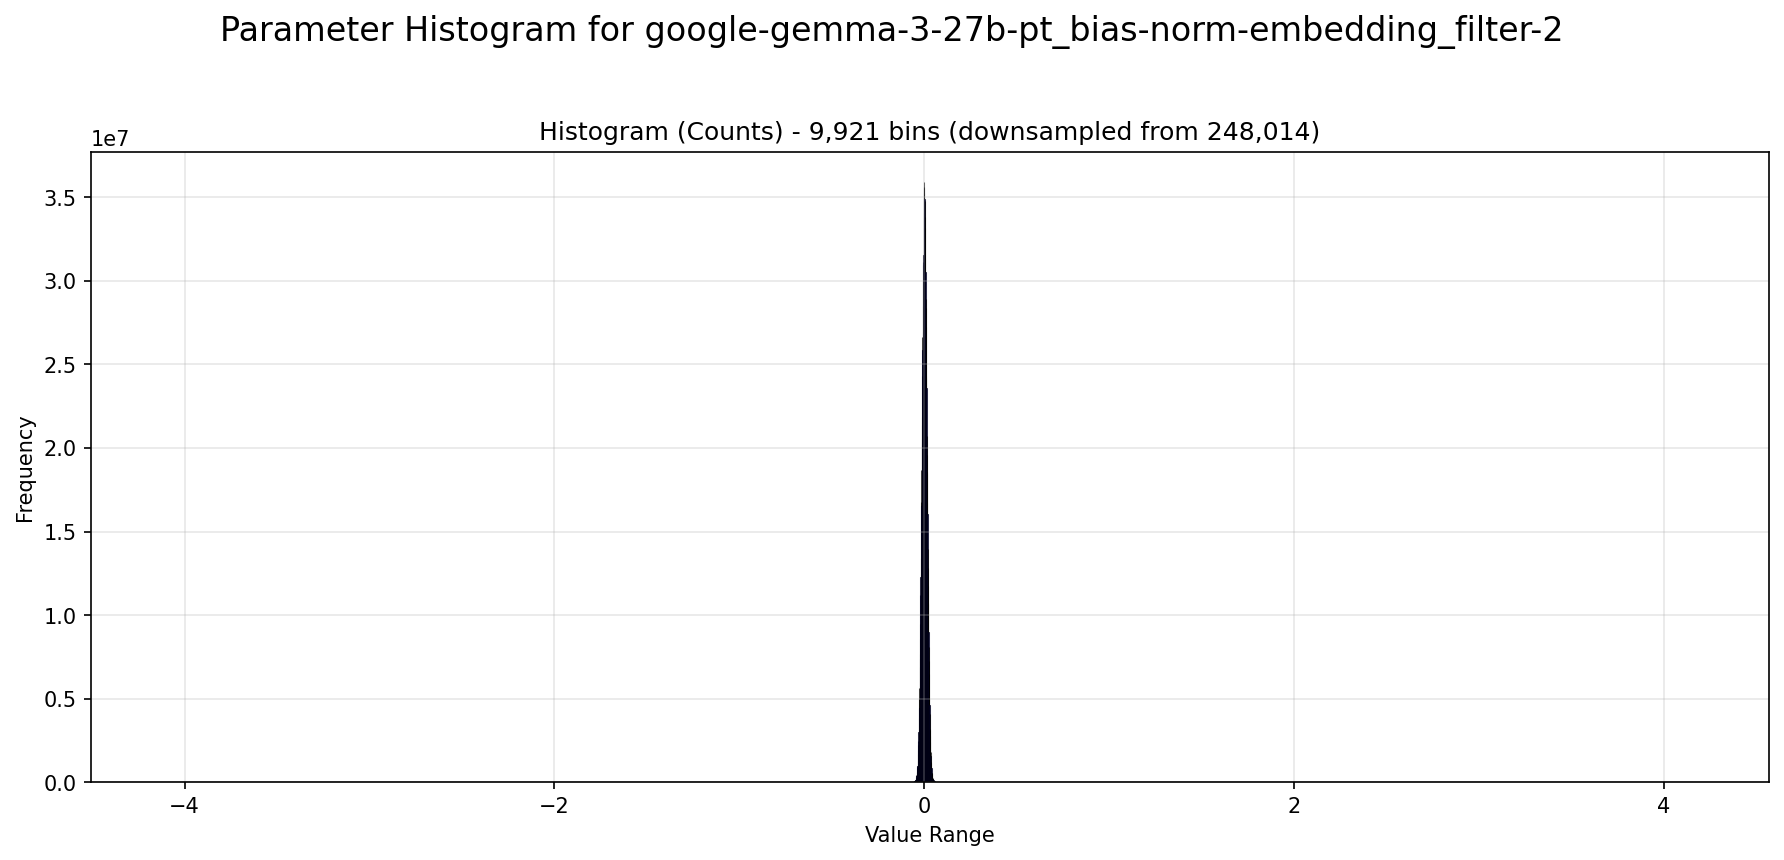 Parameter Histogram for google-gemma-3-27b-pt_bias-norm-embedding_filter-2
Histogram (Counts) - 9,921 bins (downsampled from 248,014)
1e7
3.5
3.0
2.5
2.0
1.5
1.0
0.5
0.0
Frequency
−4
−2
0
2
4
Value Range